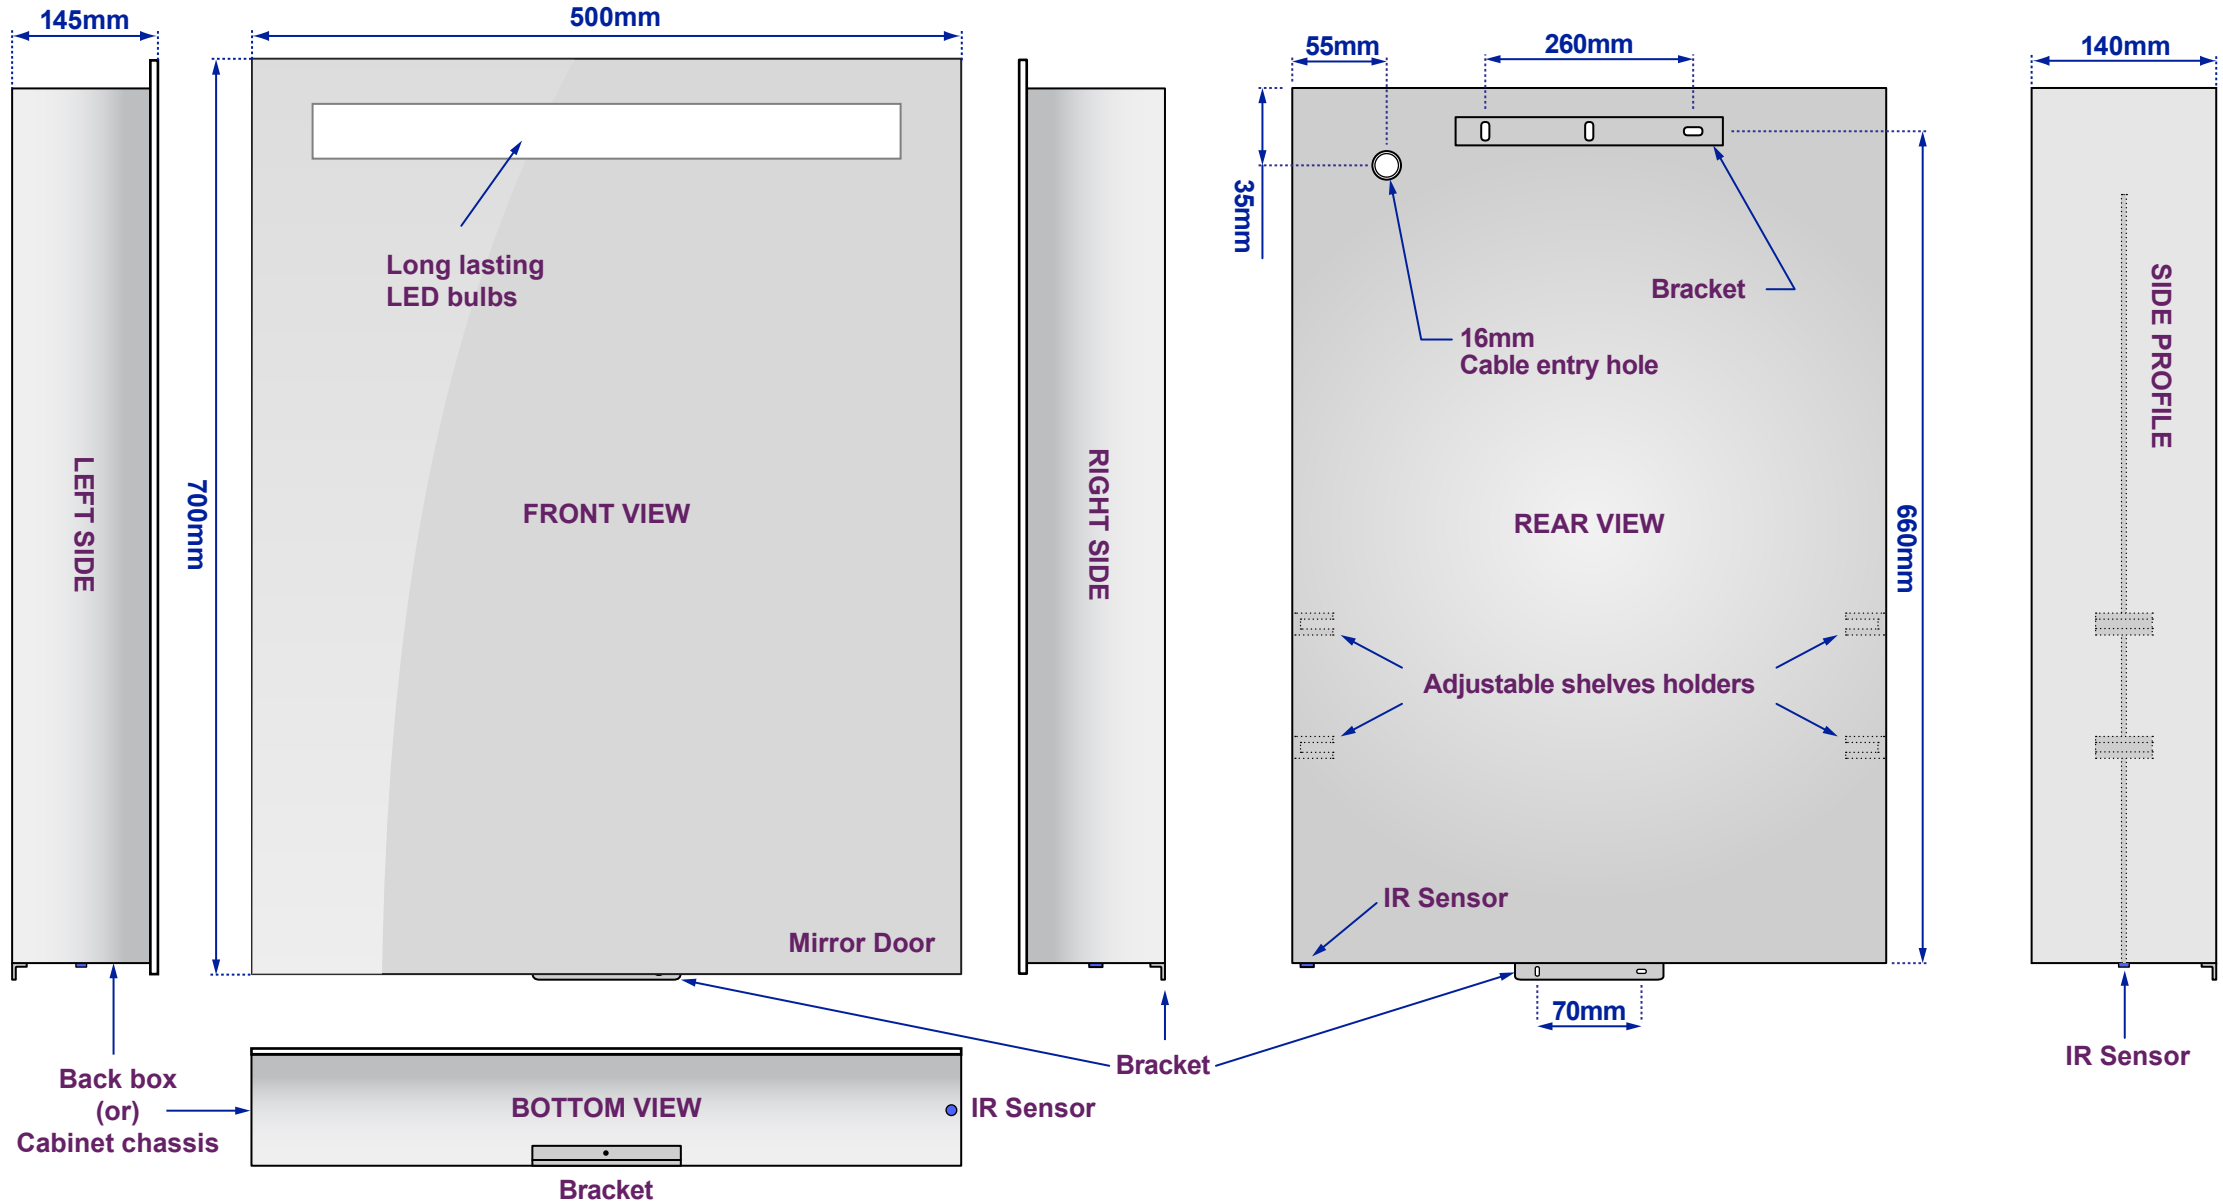 145mm
500mm
55mm
260mm
140mm
35mm
Long lasting
LED bulbs
Bracket
16mm
Cable entry hole
SIDE PROFILE
LEFT SIDE
700mm
FRONT VIEW
RIGHT SIDE
REAR VIEW
660mm
Adjustable shelves holders
IR Sensor
Mirror Door
70mm
Bracket
IR Sensor
Back box
(or)
Cabinet chassis
BOTTOM VIEW
IR Sensor
Bracket